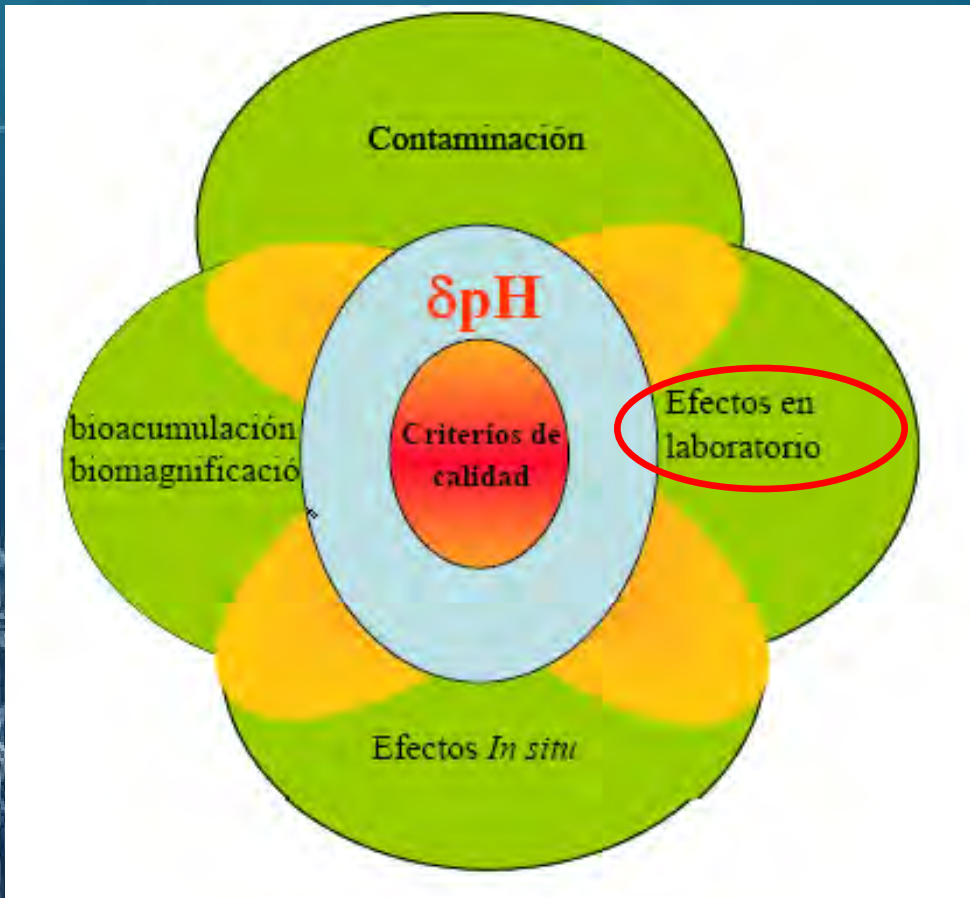 Contaminación
δpH
Efectos en
laboratorio
bioacumulación
biomagnificació
Criterios de
calidad
Efectos In situ